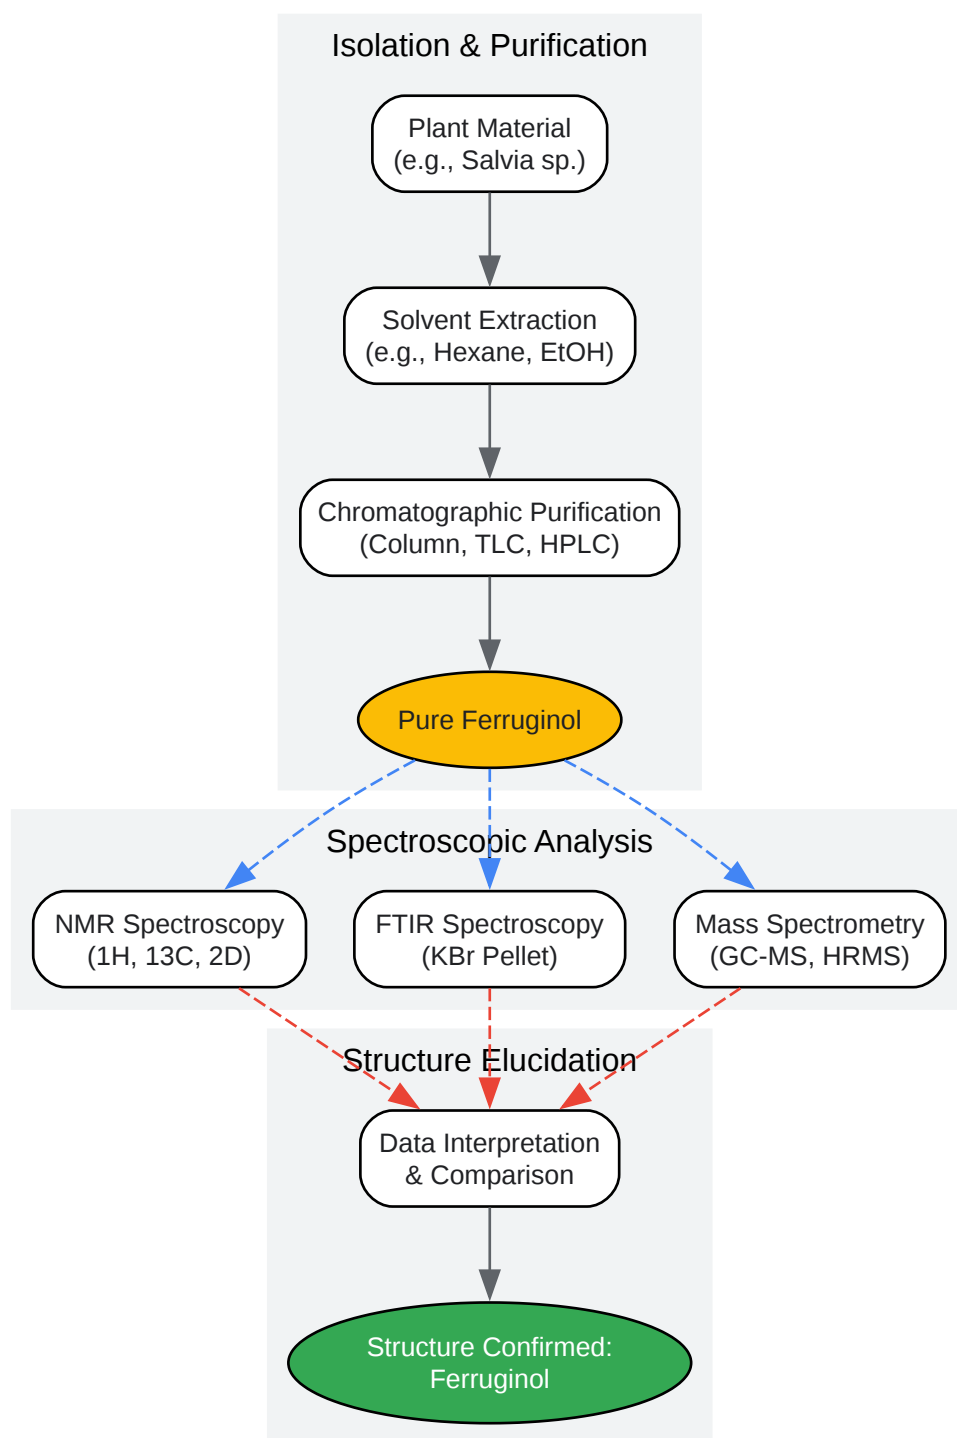 Isolation & Purification
Plant Material
(e.g., Salvia sp.)
Solvent Extraction
(e.g., Hexane, EtOH)
Chromatographic Purification
(Column, TLC, HPLC)
Pure Ferruginol
Spectroscopic Analysis
NMR Spectroscopy
(1H, 13C, 2D)
FTIR Spectroscopy
(KBr Pellet)
Mass Spectrometry
(GC-MS, HRMS)
Structure Elucidation
Data Interpretation
& Comparison
Structure Confirmed:
Ferruginol